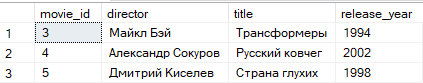 movie_id director title release_year
1 3 Майкл Бэй Трансформеры 1994
2 4 Александр Сокуров Русский ковчег 2002
3 5 Дмитрий Киселев Страна глухих 1998